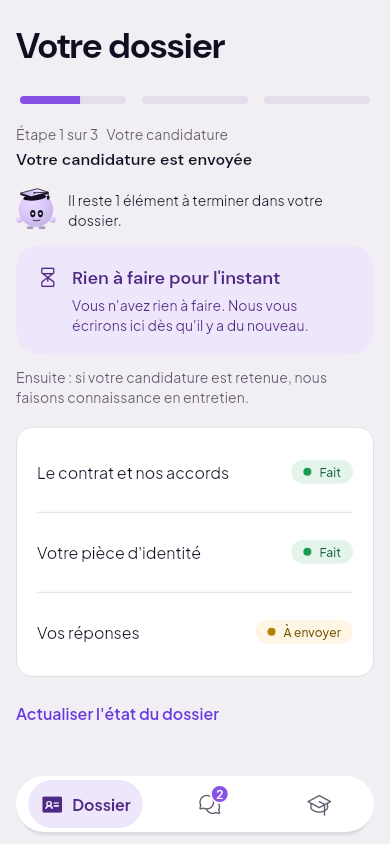 Votre dossier
Étape 1 sur 3 Votre candidature
Votre candidature est envoyée
Il reste 1 élément à terminer dans votre
dossier.
Rien à faire pour l'instant
Vous n'avez rien à faire. Nous vous
écrirons ici dès qu'il y a du nouveau.
Ensuite : si votre candidature est retenue, nous
faisons connaissance en entretien.
Le contrat et nos accords
Fait
Votre pièce d'identité
Fait
Vos réponses
À envoyer
Actualiser l'état du dossier
Dossier
2